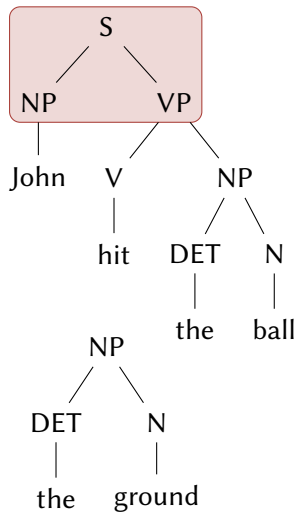 S
NP VP
John V NP
hit DET N
the ball
NP
DET N
the ground